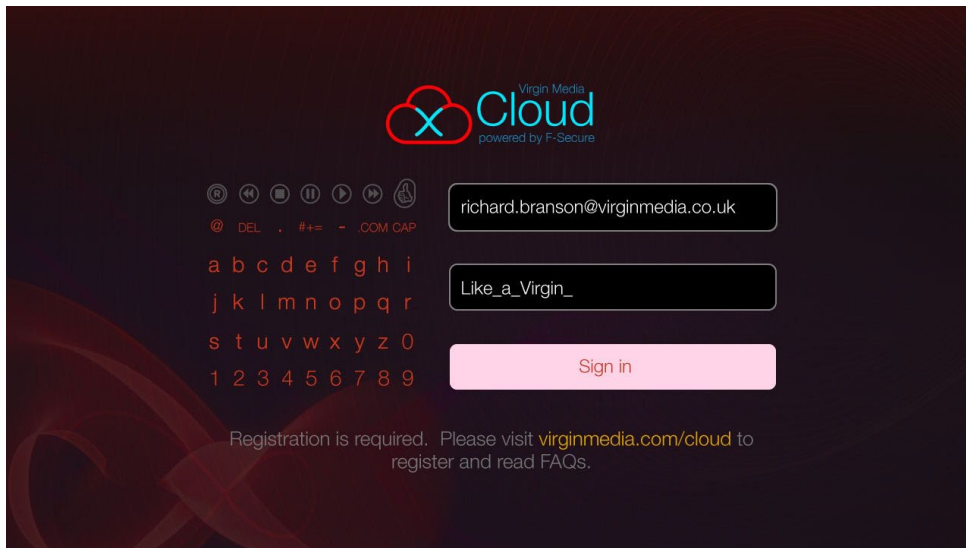 Virgin Media
Cloud
powered by F-Secure
R
@ DEL . #+= - .COM CAP
a b c d e f g h i
j k l m n o p q r
s t u v w x y z 0
1 2 3 4 5 6 7 8 9
richard.branson@virginmedia.co.uk
Like_a_Virgin_
Sign in
Registration is required. Please visit virginmedia.com/cloud to
register and read FAQs.